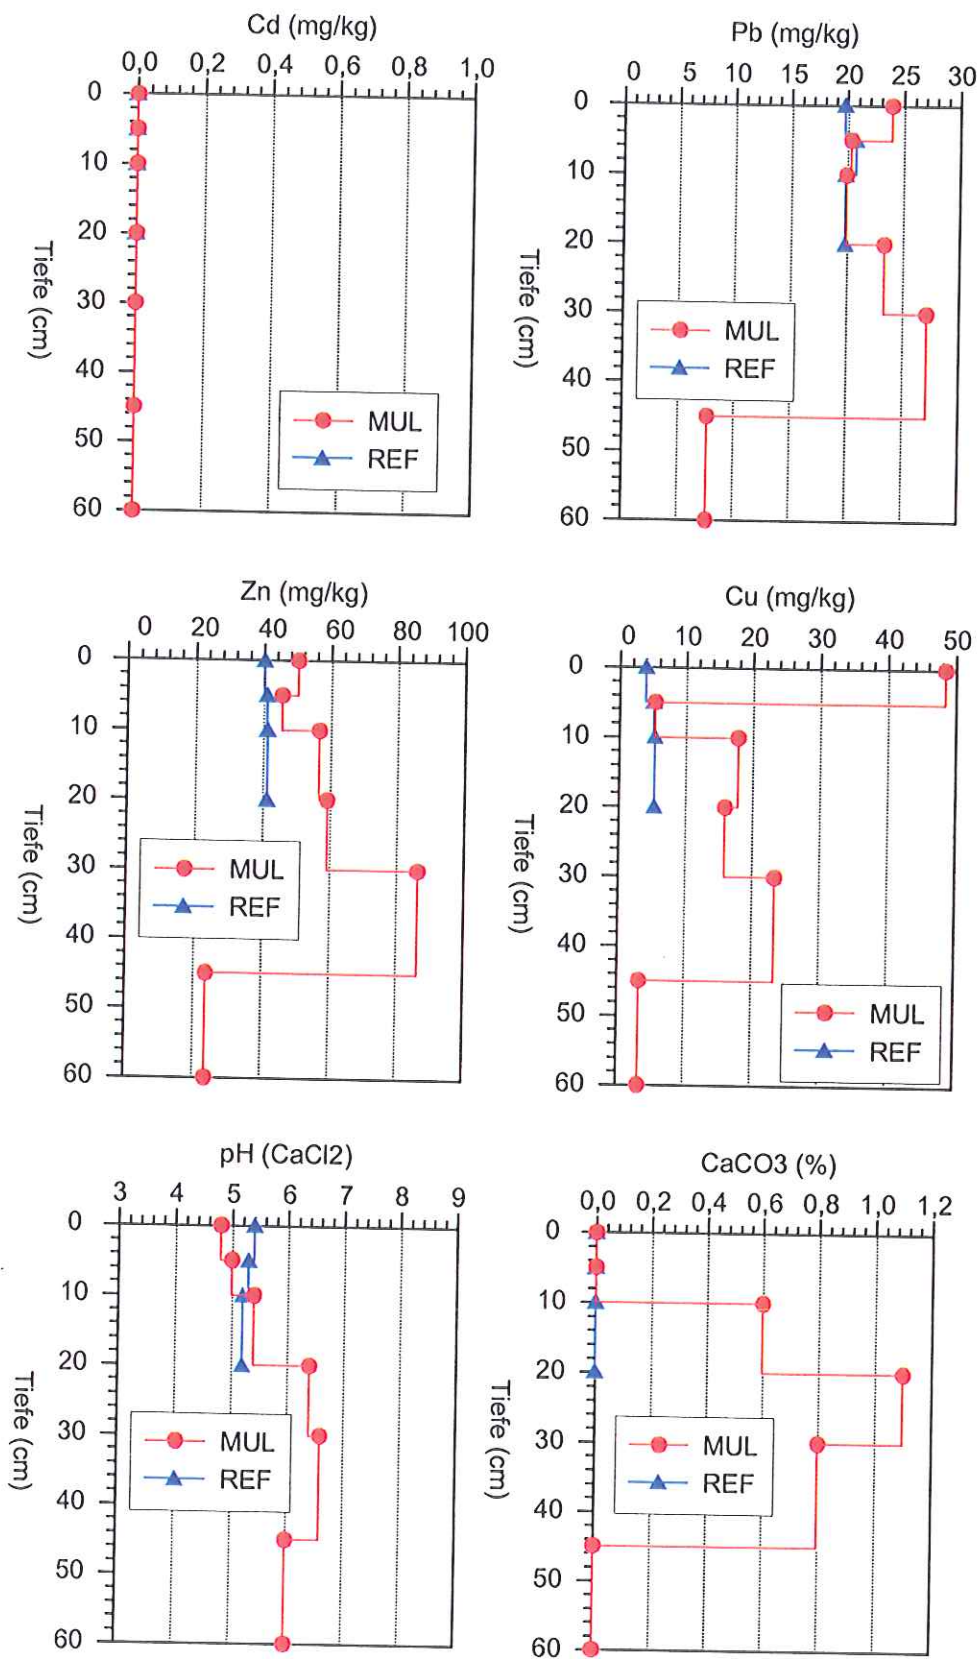 Cd (mg/kg)
0,0 0,2 0,4 0,6 0,8 1,0
0
10
20
30
40
50
60
Tiefe (cm)
MUL
REF
Pb (mg/kg)
0 5 10 15 20 25 30
0
10
20
30
40
50
60
Tiefe (cm)
MUL
REF
Zn (mg/kg)
0 20 40 60 80 100
0
10
20
30
40
50
60
Tiefe (cm)
MUL
REF
Cu (mg/kg)
0 10 20 30 40 50
0
10
20
30
40
50
60
Tiefe (cm)
MUL
REF
pH (CaCl2)
3 4 5 6 7 8 9
0
10
20
30
40
50
60
Tiefe (cm)
MUL
REF
CaCO3 (%)
0,0 0,2 0,4 0,6 0,8 1,0 1,2
0
10
20
30
40
50
60
Tiefe (cm)
MUL
REF